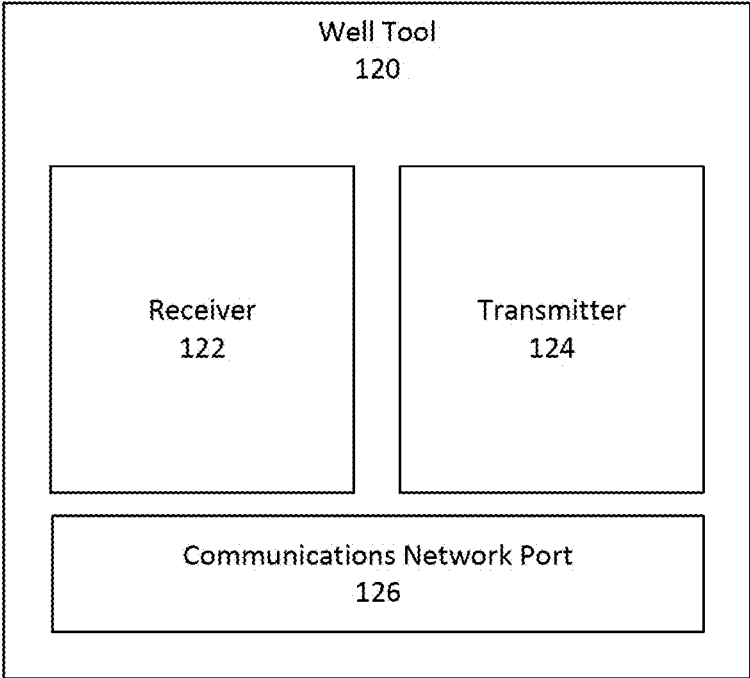 Well Tool
120
Receiver
122
Transmitter
124
Communications Network Port
126